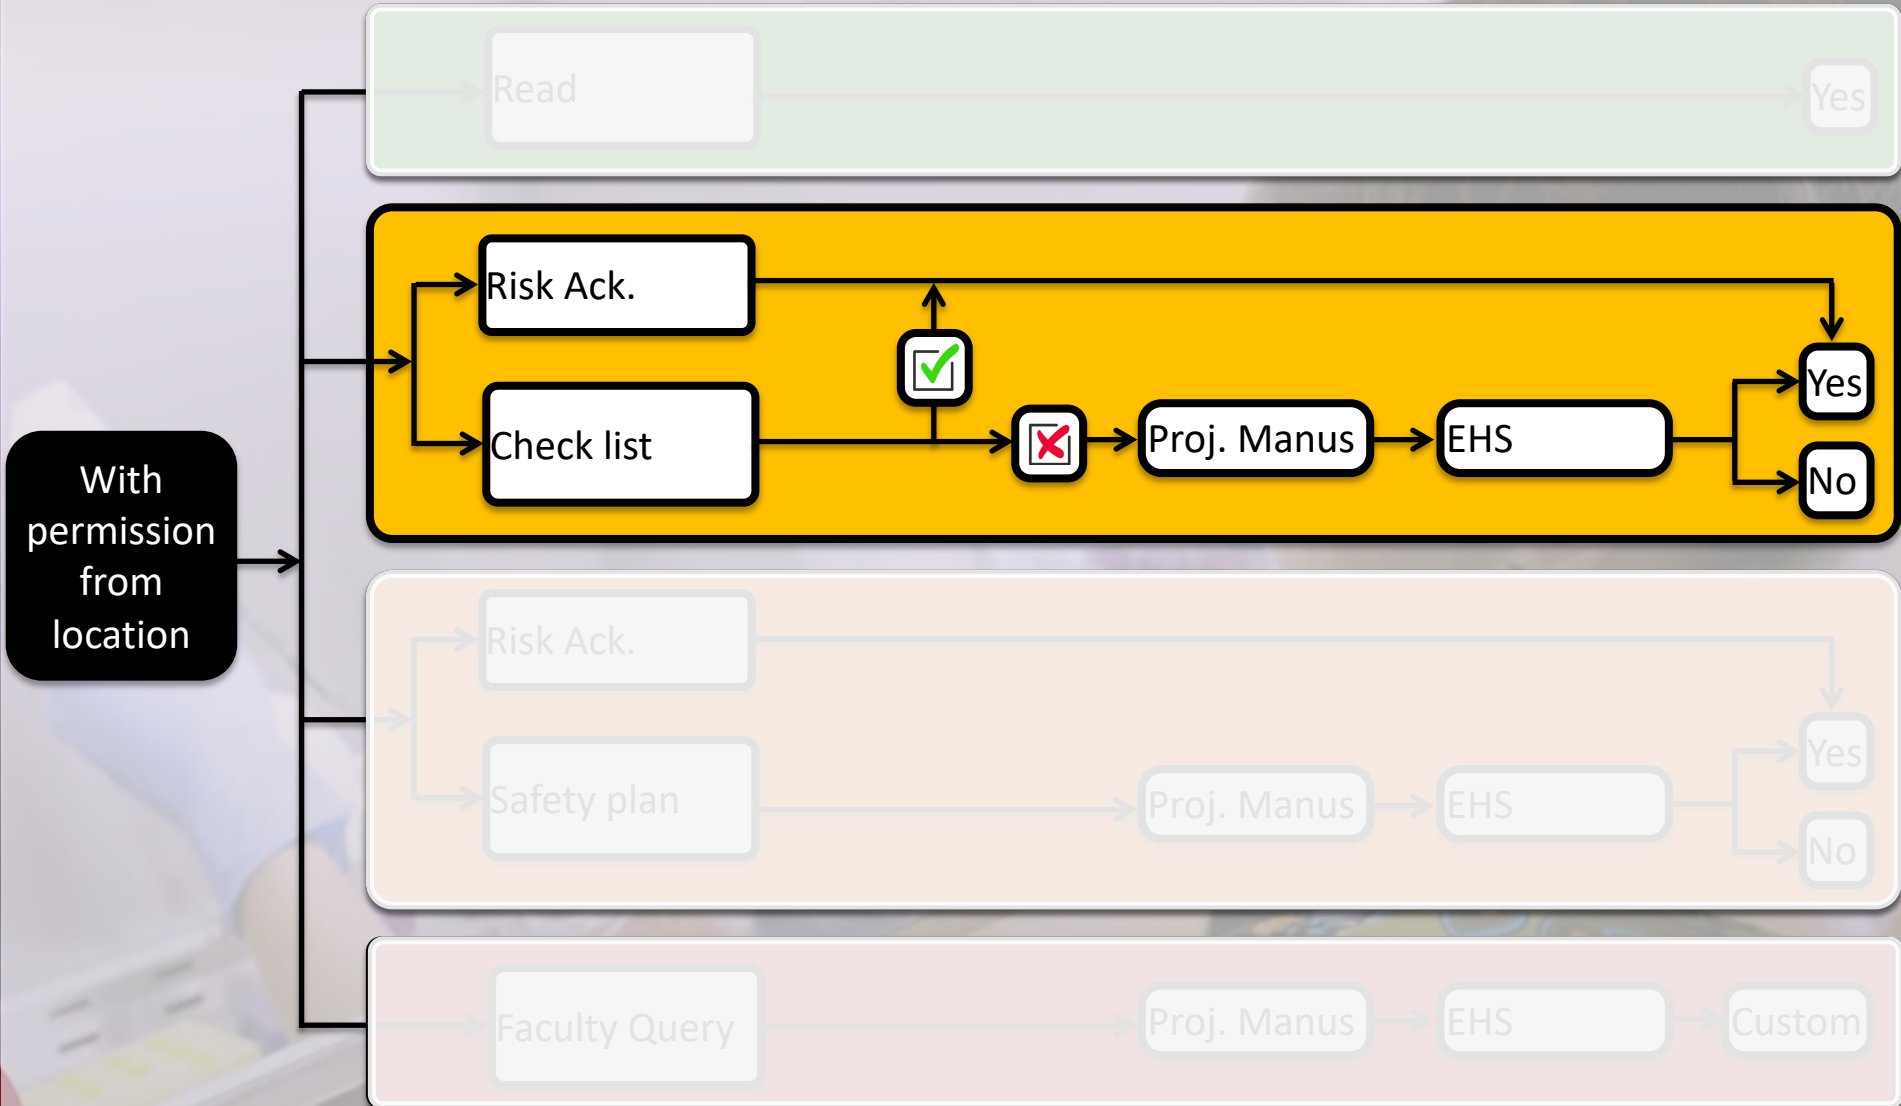 Read
Yes
Risk Ack.
Check list
Proj. Manus
EHS
Yes
No
With
permission
from
location
Risk Ack.
Safety plan
Proj. Manus
EHS
Yes
No
Faculty Query
Proj. Manus
EHS
Custom